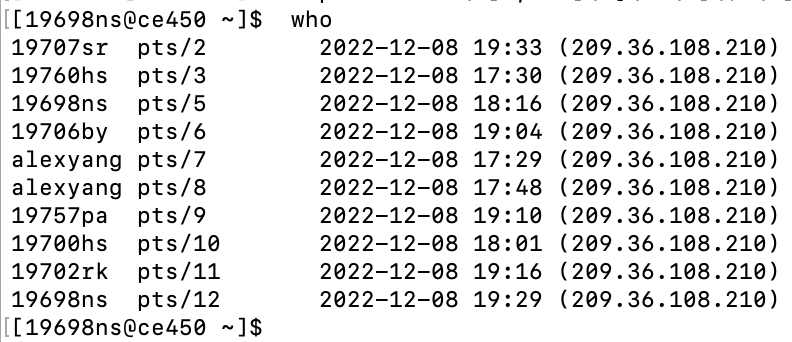 [[19698ns@ce450 ~]$  who
19707sr  pts/2        2022-12-08 19:33 (209.36.108.210)
19760hs  pts/3        2022-12-08 17:30 (209.36.108.210)
19698ns  pts/5        2022-12-08 18:16 (209.36.108.210)
19706by  pts/6        2022-12-08 19:04 (209.36.108.210)
alexyang pts/7        2022-12-08 17:29 (209.36.108.210)
alexyang pts/8        2022-12-08 17:48 (209.36.108.210)
19757pa  pts/9        2022-12-08 19:10 (209.36.108.210)
19700hs  pts/10       2022-12-08 18:01 (209.36.108.210)
19702rk  pts/11       2022-12-08 19:16 (209.36.108.210)
19698ns  pts/12       2022-12-08 19:29 (209.36.108.210)
[[19698ns@ce450 ~]$